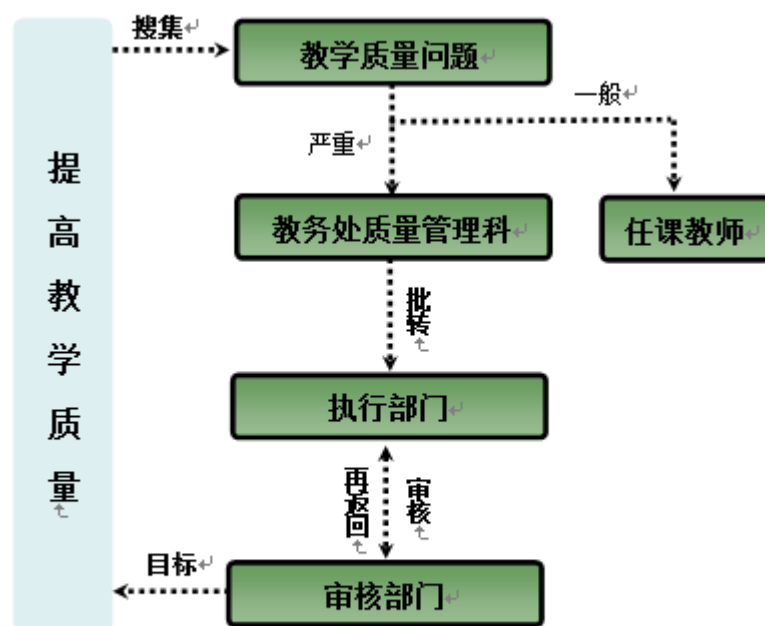 搜集
教学质量问题
一般
严重
提高教学质量
教务处质量管理科
任课教师
批转
执行部门
再返回
审核
目标
审核部门